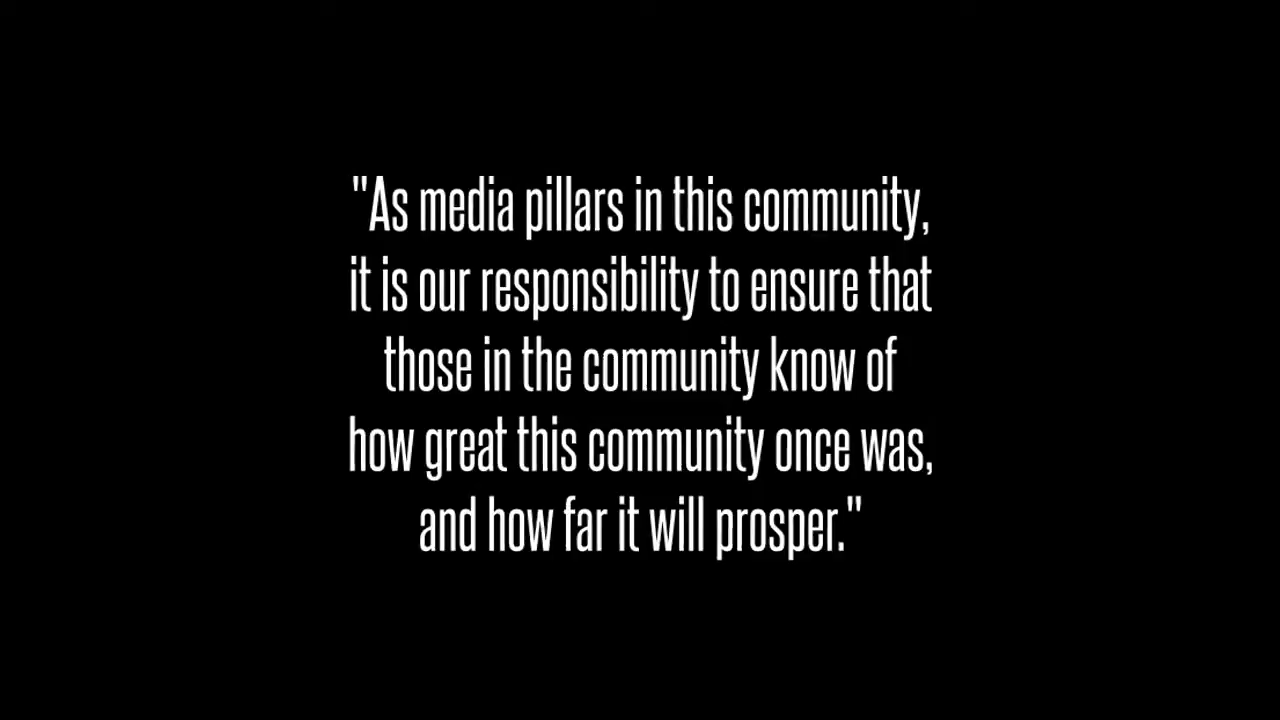 "As media pillars in this community,
it is our responsibility to ensure that
those in the community know of
how great this community once was,
and how far it will prosper."